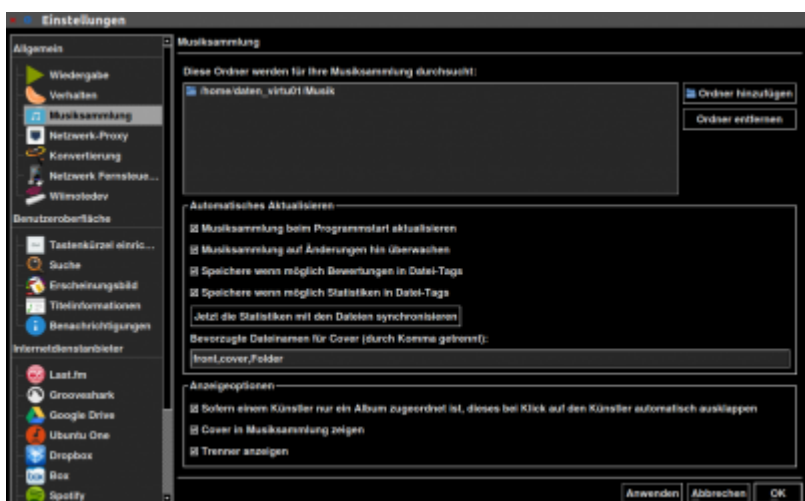 Einstellungen
Allgemein
Wiedergabe
Verhalten
Musiksammlung
Netzwerk-Proxy
Konvertierung
Netzwerk Fernsteue...
Wiimotedev
Benutzeroberfläche
Tastenkürzel einric...
Suche
Erscheinungsbild
Titelinformationen
Benachrichtigungen
Internetdienstanbieter
Last.fm
Grooveshark
Google Drive
Ubuntu One
Dropbox
Box
Spotify
Musiksammlung
Diese Ordner werden für Ihre Musiksammlung durchsucht:
/home/daten_virtu01/Musik
Ordner hinzufügen
Ordner entfernen
Automatisches Aktualisieren
Musiksammlung beim Programmstart aktualisieren
Musiksammlung auf Änderungen hin überwachen
Speichere wenn möglich Bewertungen in Datei-Tags
Speichere wenn möglich Statistiken in Datei-Tags
Jetzt die Statistiken mit den Dateien synchronisieren
Bevorzugte Dateinamen für Cover (durch Komma getrennt):
front,cover,Folder
Anzeigeoptionen
Sofern einem Künstler nur ein Album zugeordnet ist, dieses bei Klick auf den Künstler automatisch ausklappen
Cover in Musiksammlung zeigen
Trenner anzeigen
Anwenden
Abbrechen
OK